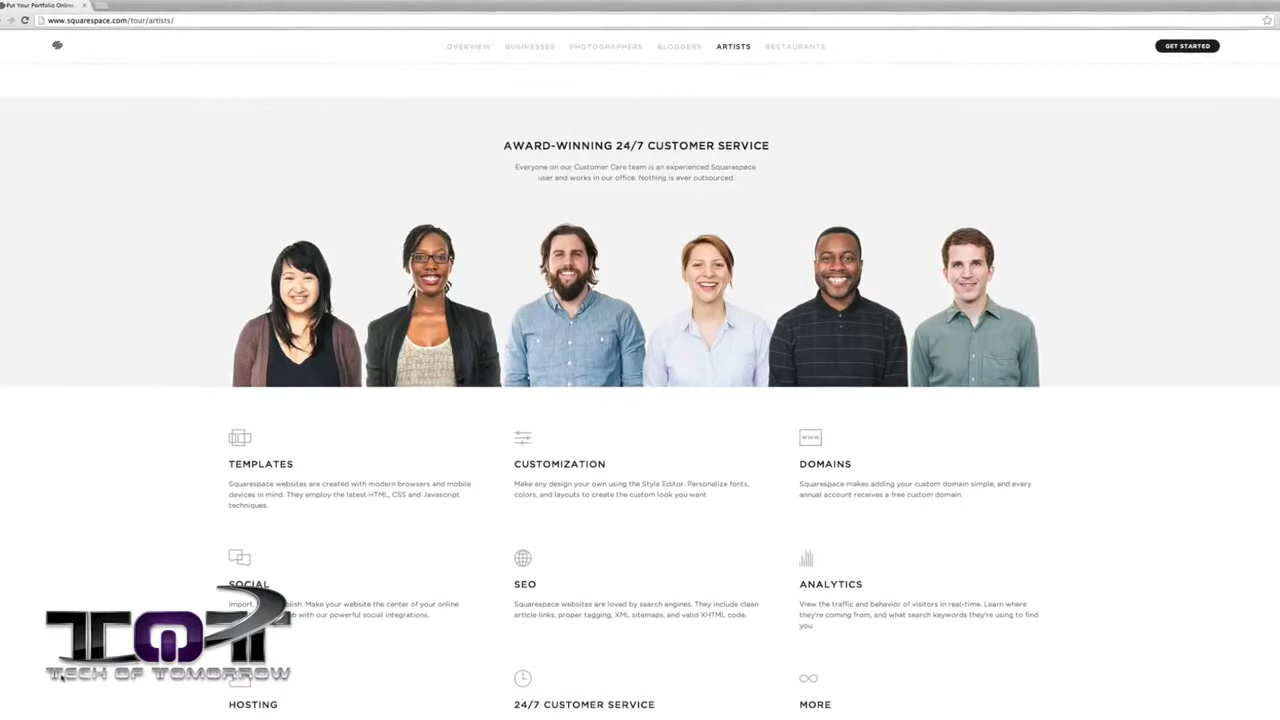 Put Your Portfolio Online
www.squarespace.com/tour/artists/
OVERVIEW BUSINESSES PHOTOGRAPHERS BLOGGERS ARTISTS RESTAURANTS
GET STARTED
AWARD-WINNING 24/7 CUSTOMER SERVICE
Everyone on our Customer Care team is an experienced Squarespace
user and works in our office. Nothing is ever outsourced.
TEMPLATES
Squarespace websites are created with modern browsers and mobile
devices in mind. They employ the latest HTML, CSS and Javascript
techniques.
CUSTOMIZATION
Make any design your own using the Style Editor. Personalize fonts,
colors, and layouts to create the custom look you want.
WWW
DOMAINS
Squarespace makes adding your custom domain simple, and every
annual account receives a free custom domain.
SOCIAL
Import. Make your website the center of your online
with our powerful social integrations.
SEO
Squarespace websites are loved by search engines. They include clean
article links, proper tagging, XML sitemaps, and valid XHTML code.
ANALYTICS
View the traffic and behavior of visitors in real-time. Learn where
they're coming from, and what search keywords they're using to find
you.
TOT
TECH OF TOMORROW
HOSTING
24/7 CUSTOMER SERVICE
MORE